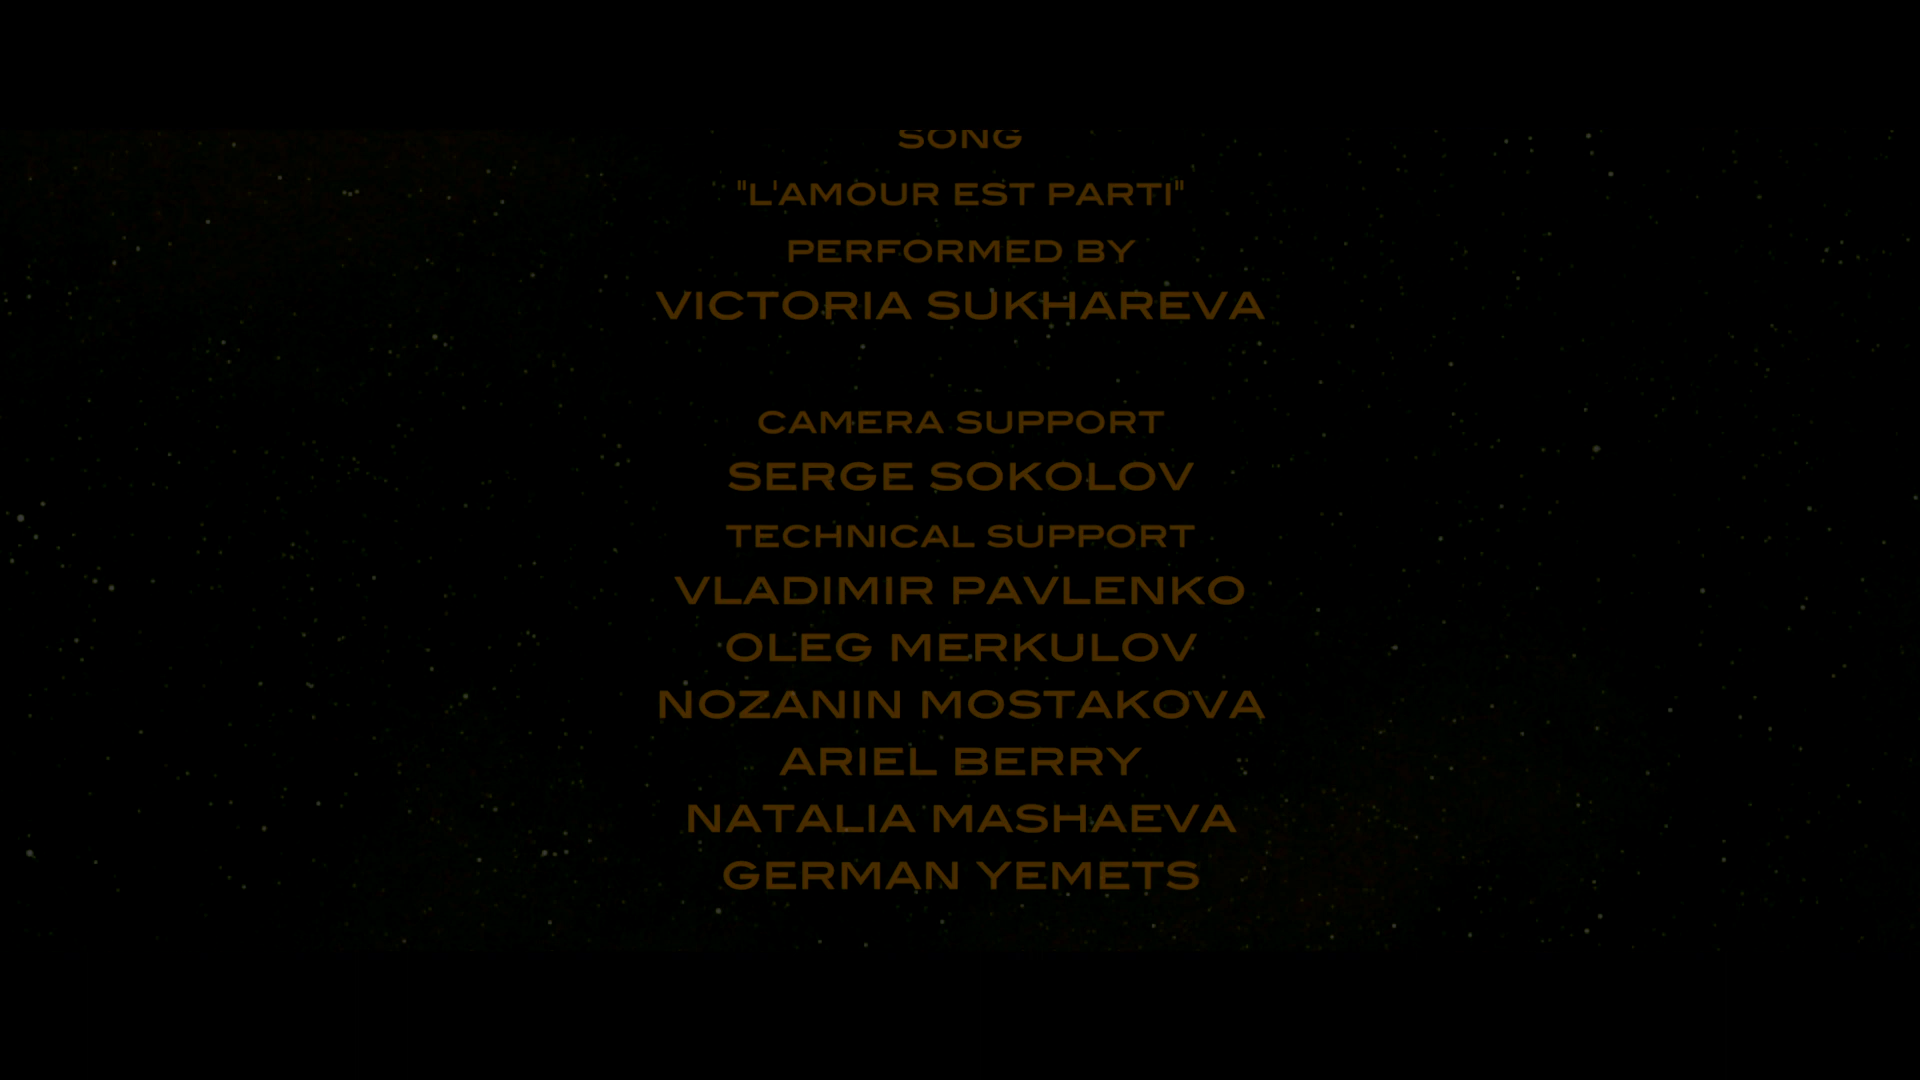 SONG
"L'AMOUR EST PARTI"
PERFORMED BY
VICTORIA SUKHAREVA
CAMERA SUPPORT
SERGE SOKOLOV
TECHNICAL SUPPORT
VLADIMIR PAVLENKO
OLEG MERKULOV
NOZANIN MOSTAKOVA
ARIEL BERRY
NATALIA MASHAEVA
GERMAN YEMETS